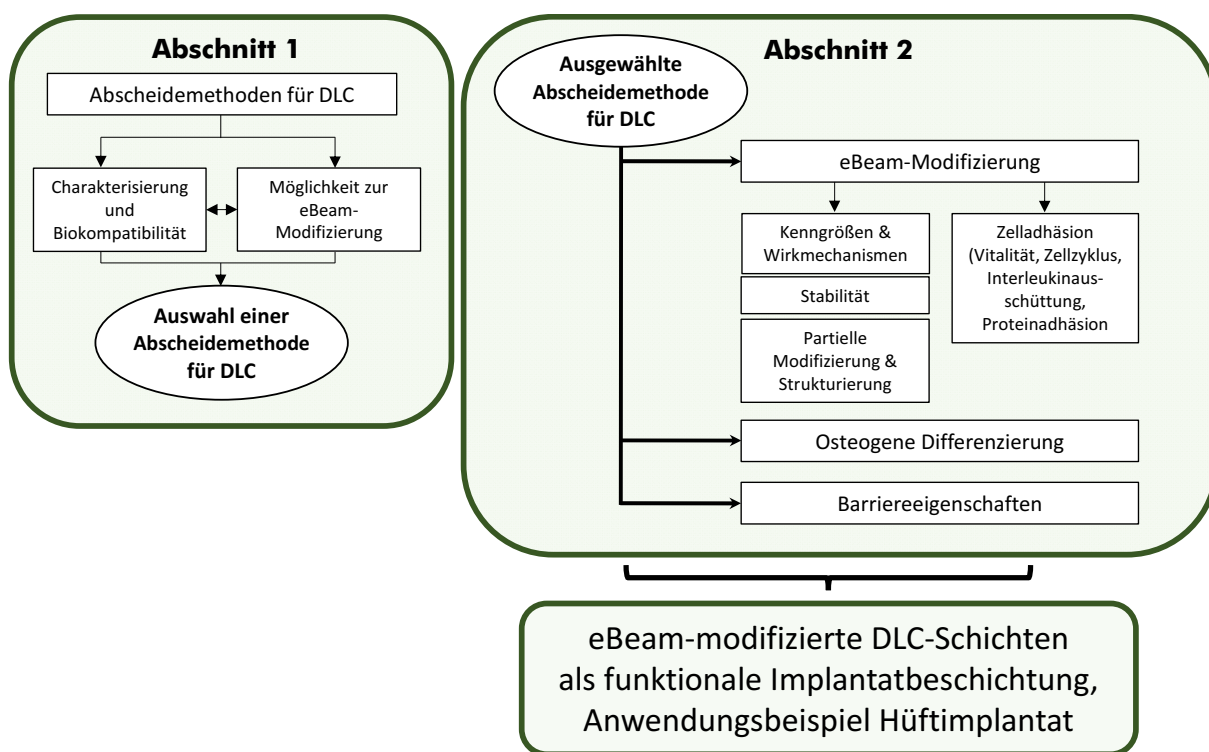 Abschnitt 1
Abscheidemethoden für DLC
Charakterisierung
und
Biokompatibilität
Möglichkeit zur
eBeam-
Modifizierung
Auswahl einer
Abscheidemethode
für DLC
Abschnitt 2
Ausgewählte
Abscheidemethode
für DLC
eBeam-Modifizierung
Kenngrößen &
Wirkmechanismen
Stabilität
Partielle
Modifizierung &
Strukturierung
Zelladhäsion
(Vitalität, Zellzyklus,
Interleukinaus-
schüttung,
Proteinadhäsion
Osteogene Differenzierung
Barriereeigenschaften
eBeam-modifizierte DLC-Schichten
als funktionale Implantatbeschichtung,
Anwendungsbeispiel Hüftimplantat